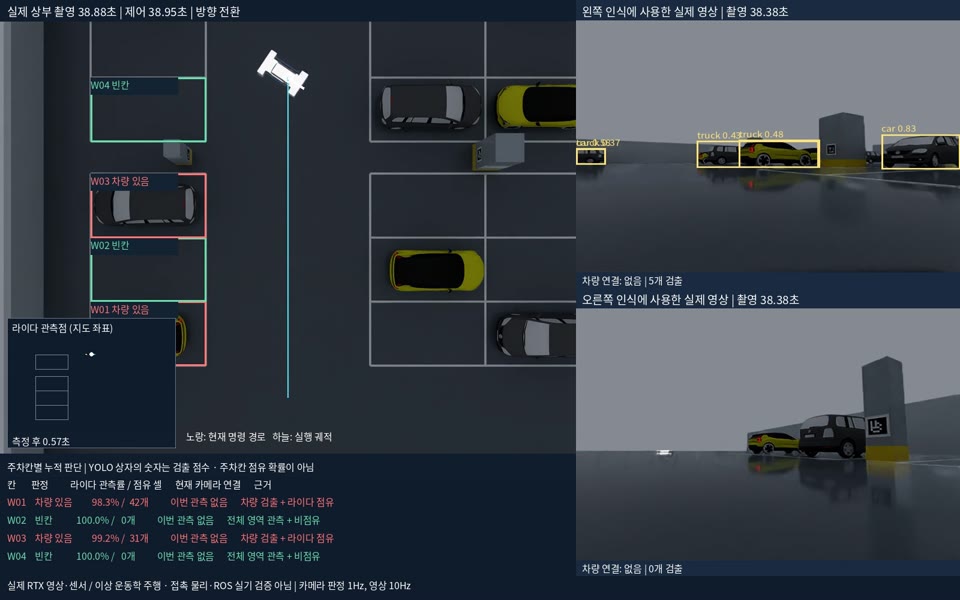 실제 상부 촬영 38.88초 | 제어 38.95초 | 방향 전환
W04 빈칸
W03 차량 있음
W02 빈칸
W01 차량 있음
라이다 관측점 (지도 좌표)
측정 후 0.57초
노랑: 현재 명령 경로 하늘: 실행 궤적
왼쪽 인식에 사용한 실제 영상 | 촬영 38.38초
truck 0.48
car 0.83
차량 연결: 없음 | 5개 검출
오른쪽 인식에 사용한 실제 영상 | 촬영 38.38초
차량 연결: 없음 | 0개 검출
주차칸별 누적 판단 | YOLO 상자의 숫자는 검출 점수 · 주차칸 점유 확률이 아님
칸 판정 라이다 관측률 / 점유 셀 현재 카메라 연결 근거
W01 차량 있음 98.3% / 42개 이번 관측 없음 차량 검출 + 라이다 점유
W02 빈칸 100.0% / 0개 이번 관측 없음 전체 영역 관측 + 비점유
W03 차량 있음 99.2% / 31개 이번 관측 없음 차량 검출 + 라이다 점유
W04 빈칸 100.0% / 0개 이번 관측 없음 전체 영역 관측 + 비점유
실제 RTX 영상·센서 / 이상 운동학 주행 · 접촉 물리·ROS 실기 검증 아님 | 카메라 판정 1Hz, 영상 10Hz